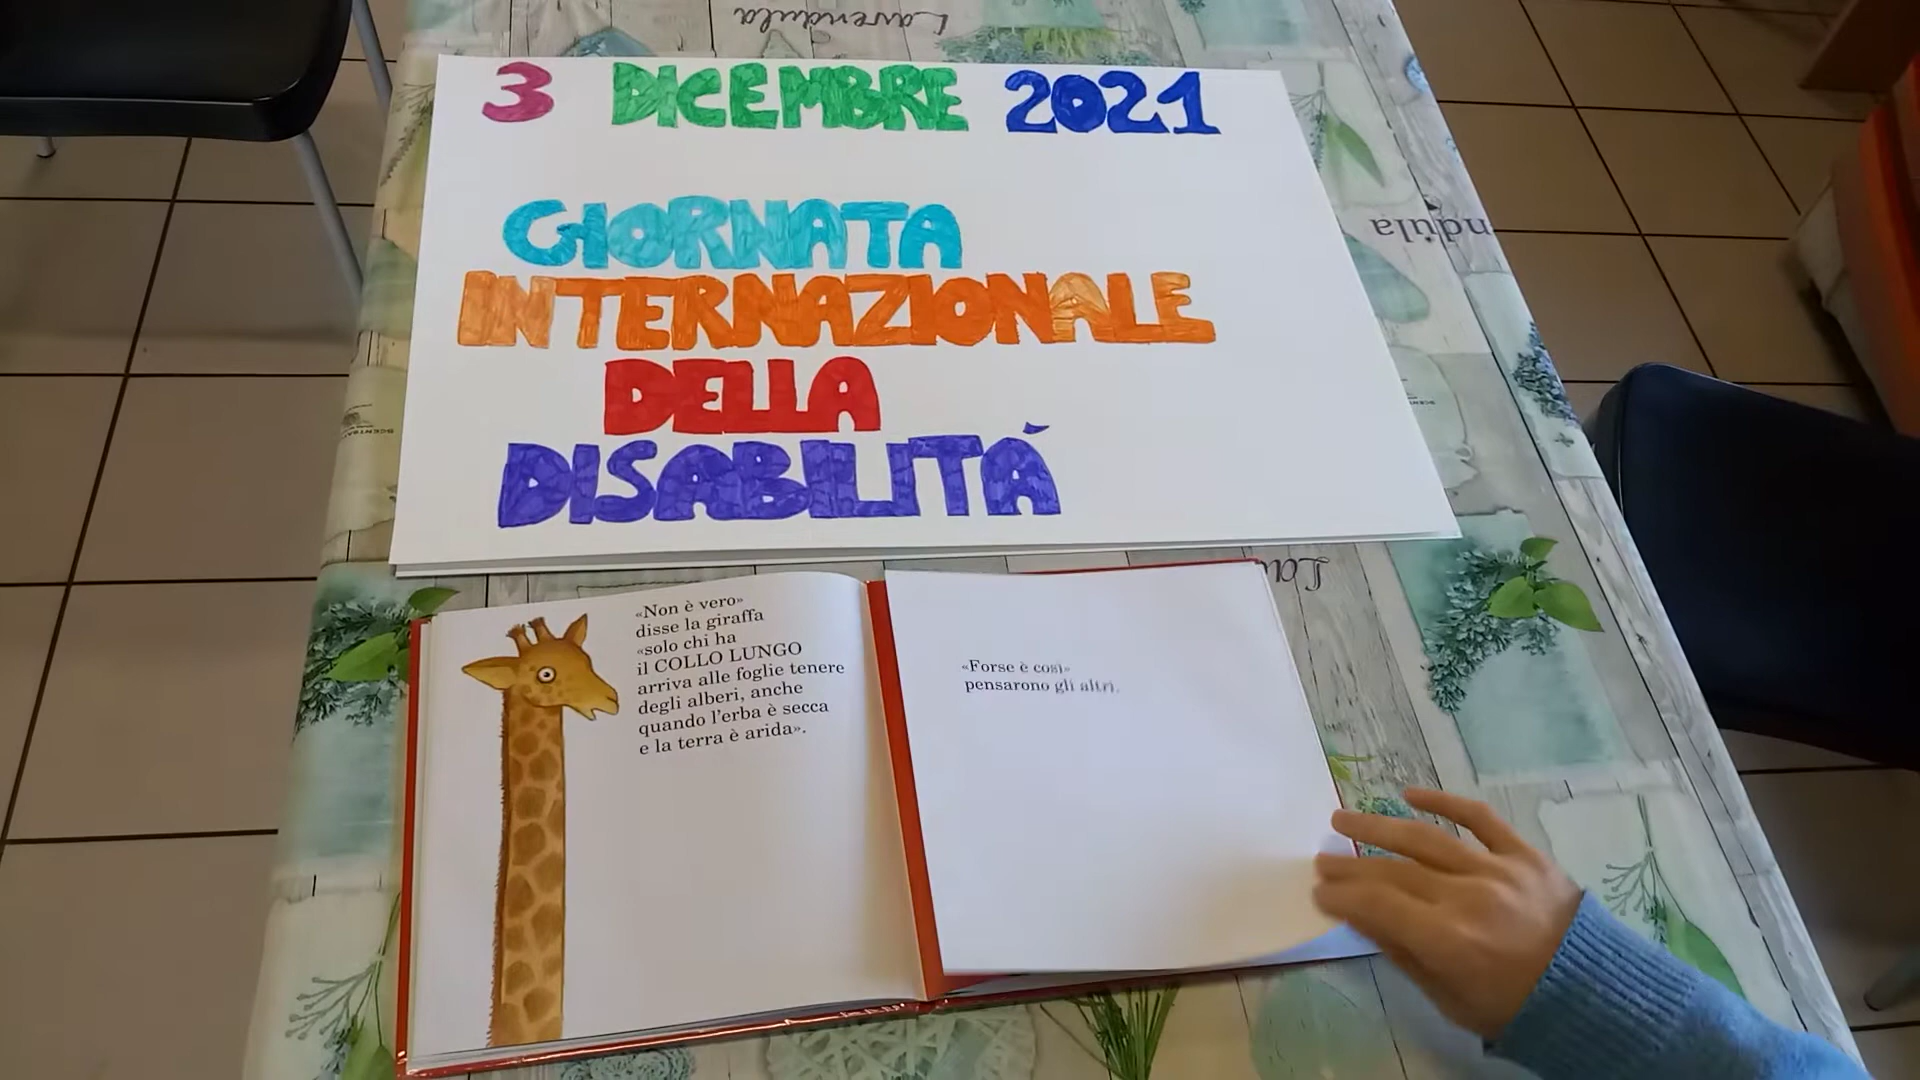 Lavendula
3 DICEMBRE 2021
GIORNATA
INTERNAZIONALE
DELLA
DISABILITÁ
«Non è vero»
disse la giraffa
«solo chi ha
il COLLO LUNGO
arriva alle foglie tenere
degli alberi, anche
quando l'erba è secca
e la terra è arida».
«Forse è così»
pensarono gli altri.